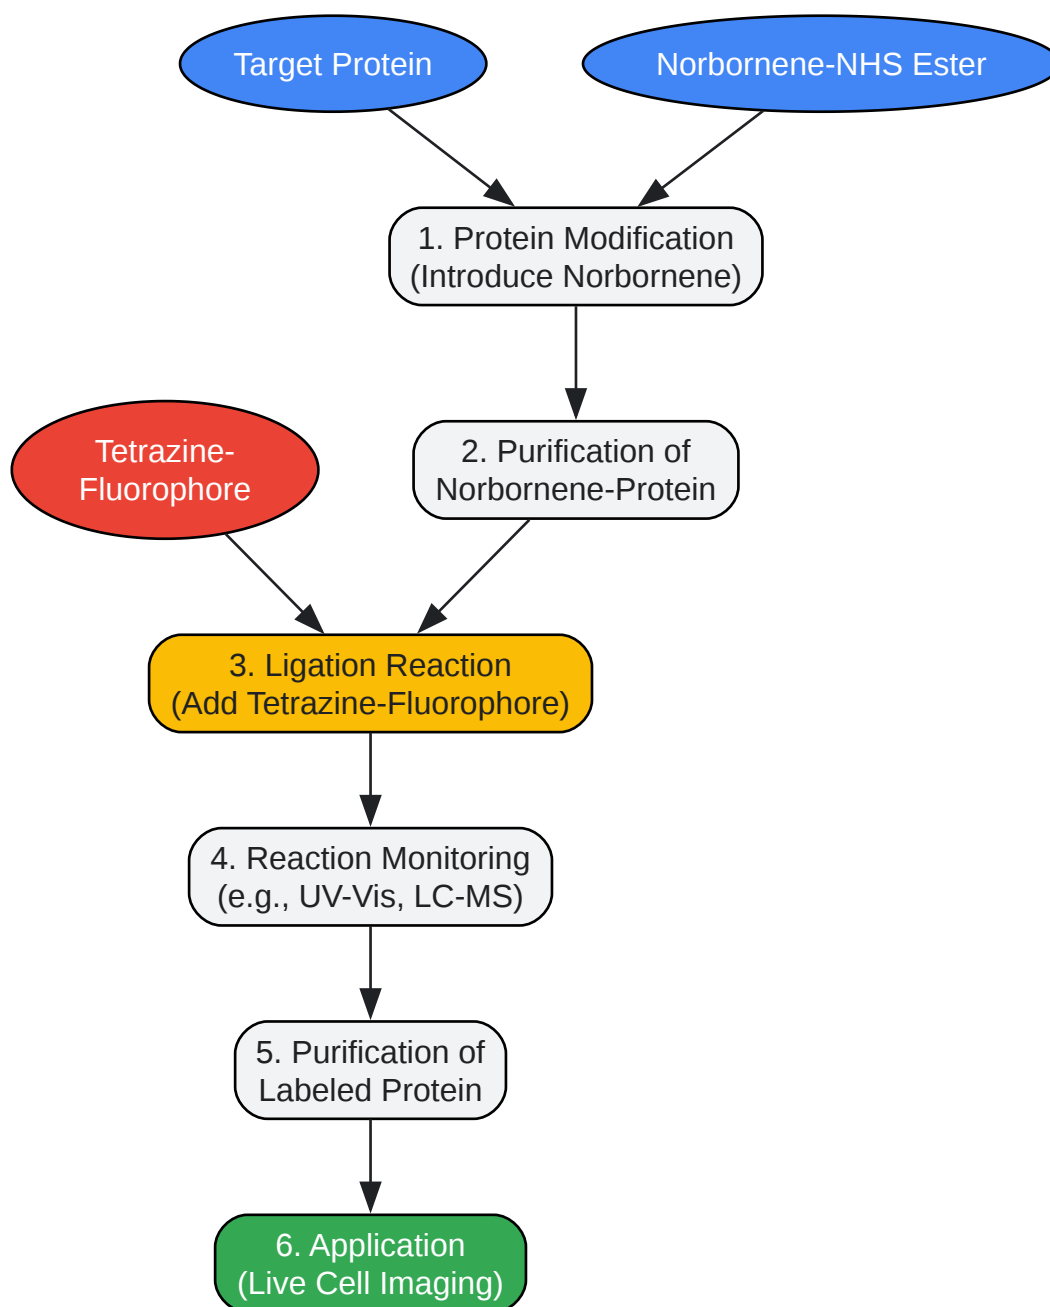 Target Protein
Norbornene-NHS Ester
1. Protein Modification
(Introduce Norbornene)
Tetrazine-
Fluorophore
2. Purification of
Norbornene-Protein
3. Ligation Reaction
(Add Tetrazine-Fluorophore)
4. Reaction Monitoring
(e.g., UV-Vis, LC-MS)
5. Purification of
Labeled Protein
6. Application
(Live Cell Imaging)